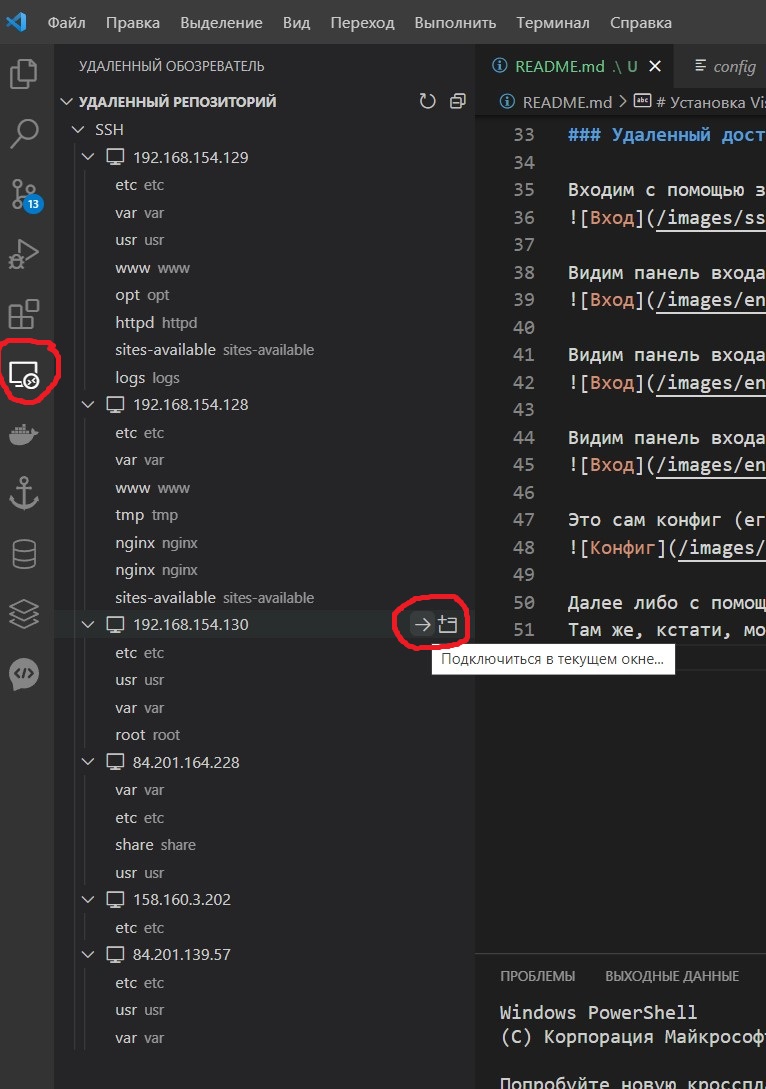 Файл Правка Выделение Вид Переход Выполнить Терминал Справка
УДАЛЕННЫЙ ОБОЗРЕВАТЕЛЬ
УДАЛЕННЫЙ РЕПОЗИТОРИЙ
SSH
192.168.154.129
etc etc
var var
usr usr
www www
opt opt
httpd httpd
sites-available sites-available
logs logs
192.168.154.128
etc etc
var var
www www
tmp tmp
nginx nginx
nginx nginx
sites-available sites-available
192.168.154.130
Подключиться в текущем окне...
etc etc
usr usr
var var
root root
84.201.164.228
var var
etc etc
share share
usr usr
158.160.3.202
etc etc
84.201.139.57
etc etc
usr usr
var var
13
README.md .\ U config
README.md > abc # Установка Vi
33 ### Удаленный дост
34
35 Входим с помощью з
36 ![Вход](/images/ss
37
38 Видим панель входа
39 ![Вход](/images/en
40
41 Видим панель входа
42 ![Вход](/images/en
43
44 Видим панель входа
45 ![Вход](/images/en
46
47 Это сам конфиг (ег
48 ![Конфиг](/images/
49
50 Далее либо с помощ
51 Там же, кстати, мо
ПРОБЛЕМЫ ВЫХОДНЫЕ ДАННЫЕ
Windows PowerShell
(C) Корпорация Майкрософт
Попробуйте новую кросспл